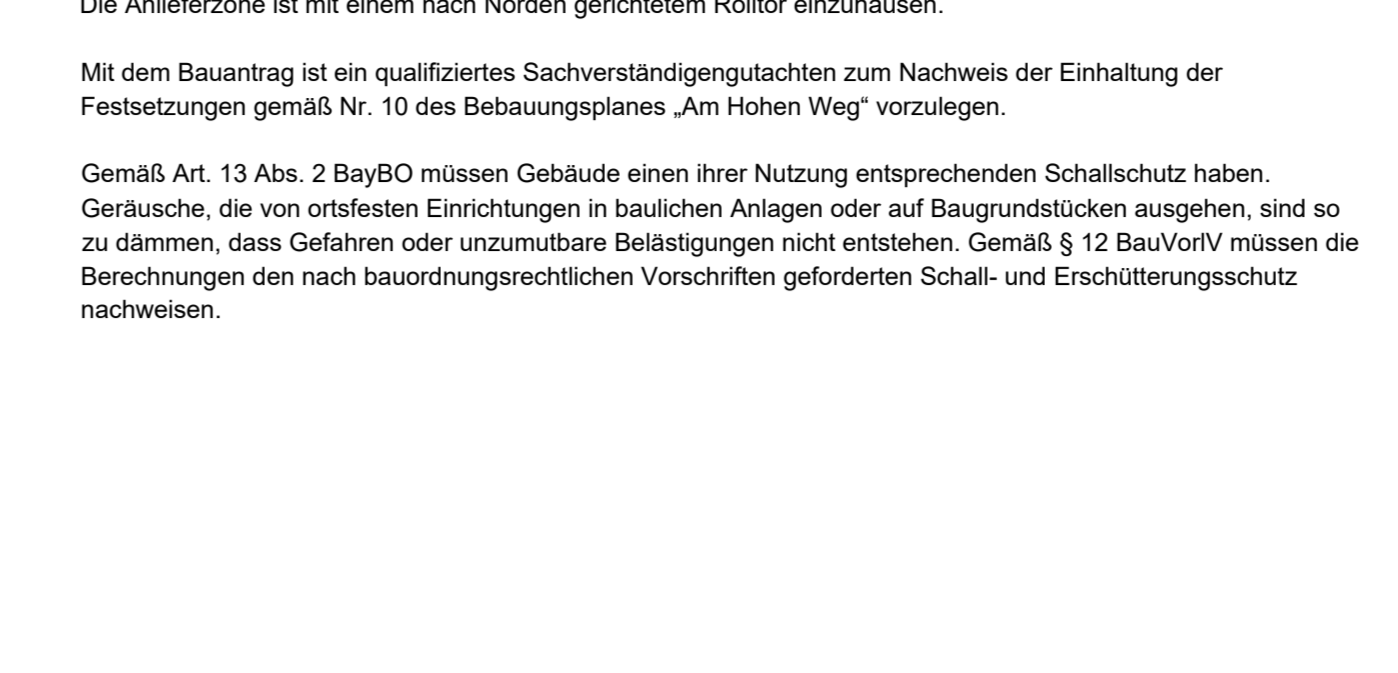 Die Anlieferzone ist mit einem nach Norden gerichtetem Rolltor einzuhausen.
Mit dem Bauantrag ist ein qualifiziertes Sachverständigengutachten zum Nachweis der Einhaltung der
Festsetzungen gemäß Nr. 10 des Bebauungsplanes „Am Hohen Weg“ vorzulegen.
Gemäß Art. 13 Abs. 2 BayBO müssen Gebäude einen ihrer Nutzung entsprechenden Schallschutz haben.
Geräusche, die von ortsfesten Einrichtungen in baulichen Anlagen oder auf Baugrundstücken ausgehen, sind so
zu dämmen, dass Gefahren oder unzumutbare Belästigungen nicht entstehen. Gemäß § 12 BauVorlV müssen die
Berechnungen den nach bauordnungsrechtlichen Vorschriften geforderten Schall- und Erschütterungsschutz
nachweisen.